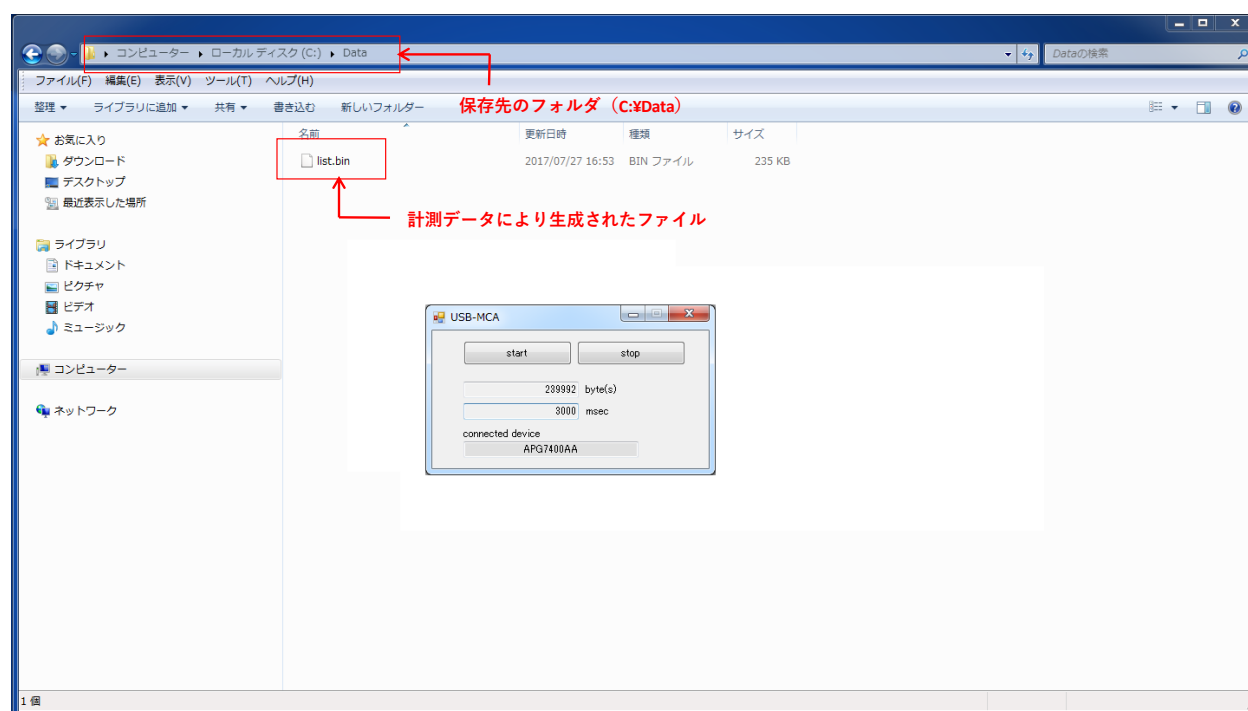 コンピューター ローカル ディスク (C:) Data
Dataの検索
ファイル(F) 編集(E) 表示(V) ツール(T) ヘルプ(H)
整理 ライブラリに追加 共有 書き込む 新しいフォルダー
保存先のフォルダ（C:¥Data）
名前 更新日時 種類 サイズ
list.bin 2017/07/27 16:53 BIN ファイル 235 KB
計測データにより生成されたファイル
お気に入り
ダウンロード
デスクトップ
最近表示した場所
ライブラリ
ドキュメント
ピクチャ
ビデオ
ミュージック
コンピューター
ネットワーク
USB-MCA
start stop
239992 byte(s)
3000 msec
connected device
APG7400AA
1 個